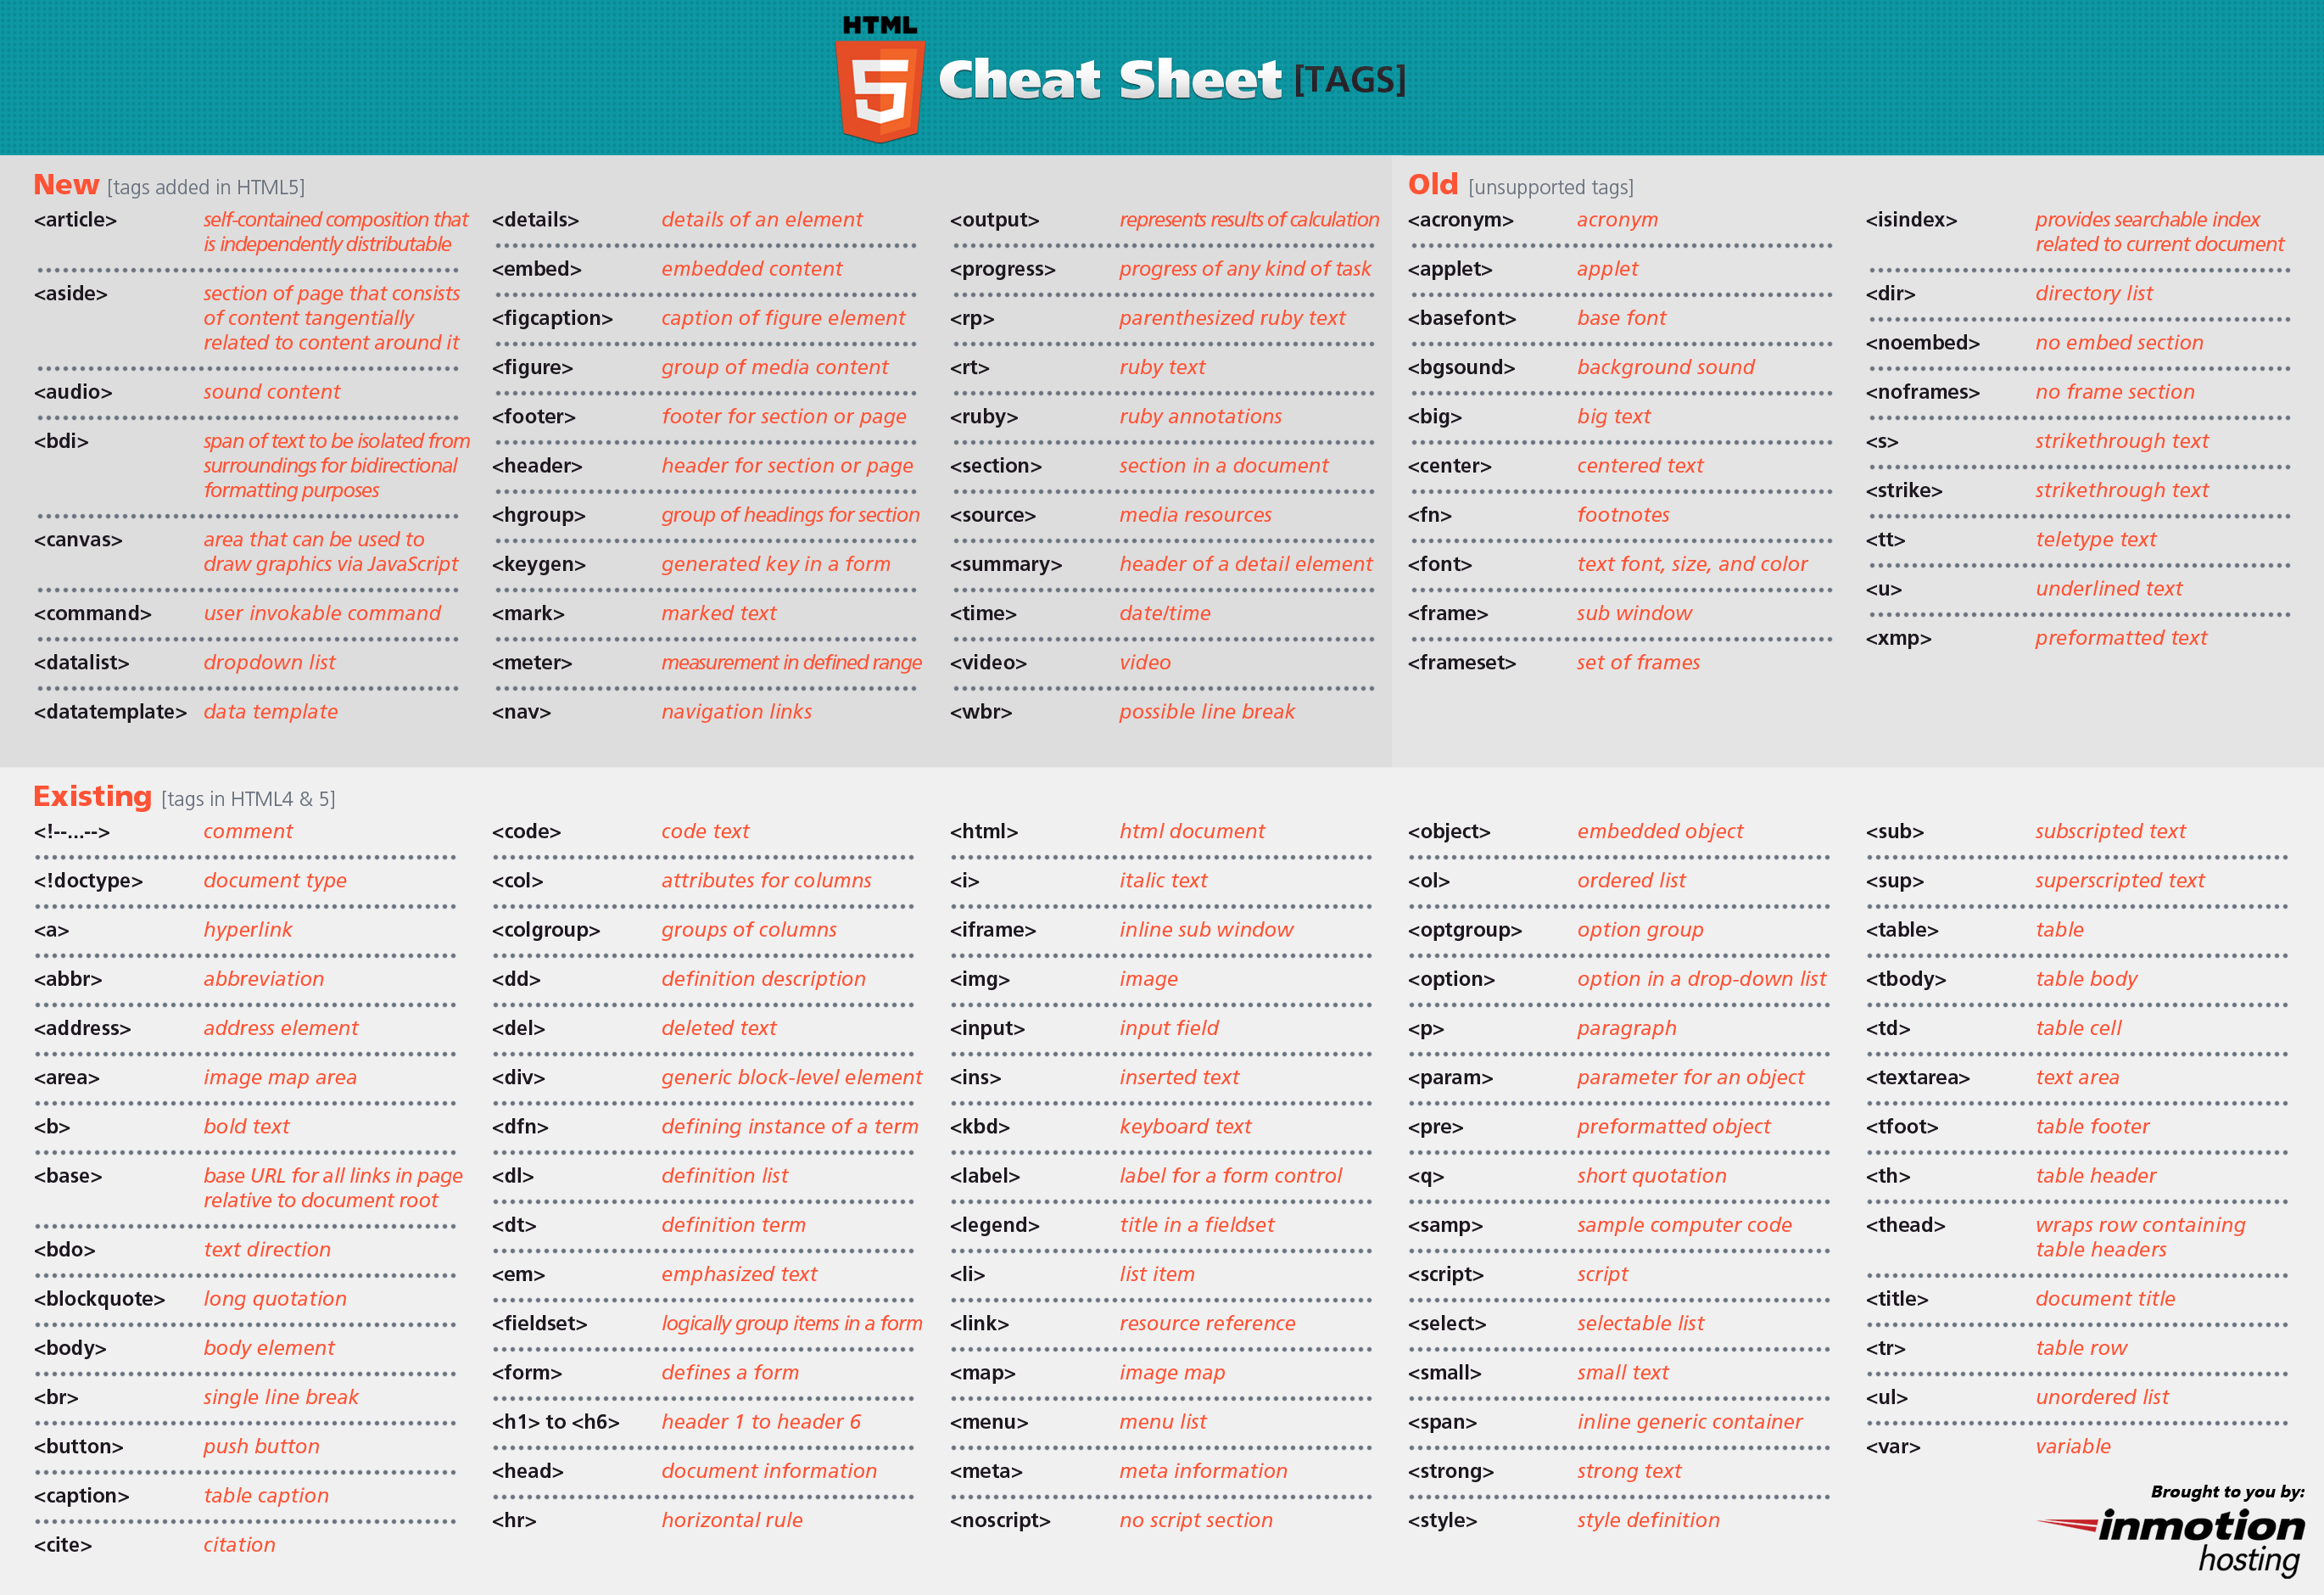 HTML
5
Cheat Sheet [TAGS]
New [tags added in HTML5]
<article> self-contained composition that
is independently distributable
<aside> section of page that consists
of content tangentially
related to content around it
<audio> sound content
<bdi> span of text to be isolated from
surroundings for bidirectional
formatting purposes
<canvas> area that can be used to
draw graphics via JavaScript
<command> user invokable command
<datalist> dropdown list
<datatemplate> data template
<details> details of an element
<embed> embedded content
<figcaption> caption of figure element
<figure> group of media content
<footer> footer for section or page
<header> header for section or page
<hgroup> group of headings for section
<keygen> generated key in a form
<mark> marked text
<meter> measurement in defined range
<nav> navigation links
<output> represents results of calculation
<progress> progress of any kind of task
<rp> parenthesized ruby text
<rt> ruby text
<ruby> ruby annotations
<section> section in a document
<source> media resources
<summary> header of a detail element
<time> date/time
<video> video
<wbr> possible line break
Old [unsupported tags]
<acronym> acronym
<applet> applet
<basefont> base font
<bgsound> background sound
<big> big text
<center> centered text
<fn> footnotes
<font> text font, size, and color
<frame> sub window
<frameset> set of frames
<isindex> provides searchable index
related to current document
<dir> directory list
<noembed> no embed section
<noframes> no frame section
<s> strikethrough text
<strike> strikethrough text
<tt> teletype text
<u> underlined text
<xmp> preformatted text
Existing [tags in HTML4 & 5]
<!--...--> comment
<!doctype> document type
<a> hyperlink
<abbr> abbreviation
<address> address element
<area> image map area
<b> bold text
<base> base URL for all links in page
relative to document root
<bdo> text direction
<blockquote> long quotation
<body> body element
<br> single line break
<button> push button
<caption> table caption
<cite> citation
<code> code text
<col> attributes for columns
<colgroup> groups of columns
<dd> definition description
<del> deleted text
<div> generic block-level element
<dfn> defining instance of a term
<dl> definition list
<dt> definition term
<em> emphasized text
<fieldset> logically group items in a form
<form> defines a form
<h1> to <h6> header 1 to header 6
<head> document information
<hr> horizontal rule
<html> html document
<i> italic text
<iframe> inline sub window
<img> image
<input> input field
<ins> inserted text
<kbd> keyboard text
<label> label for a form control
<legend> title in a fieldset
<li> list item
<link> resource reference
<map> image map
<menu> menu list
<meta> meta information
<noscript> no script section
<object> embedded object
<ol> ordered list
<optgroup> option group
<option> option in a drop-down list
<p> paragraph
<param> parameter for an object
<pre> preformatted object
<q> short quotation
<samp> sample computer code
<script> script
<select> selectable list
<small> small text
<span> inline generic container
<strong> strong text
<style> style definition
<sub> subscripted text
<sup> superscripted text
<table> table
<tbody> table body
<td> table cell
<textarea> text area
<tfoot> table footer
<th> table header
<thead> wraps row containing
table headers
<title> document title
<tr> table row
<ul> unordered list
<var> variable
Brought to you by:
inmotion
hosting